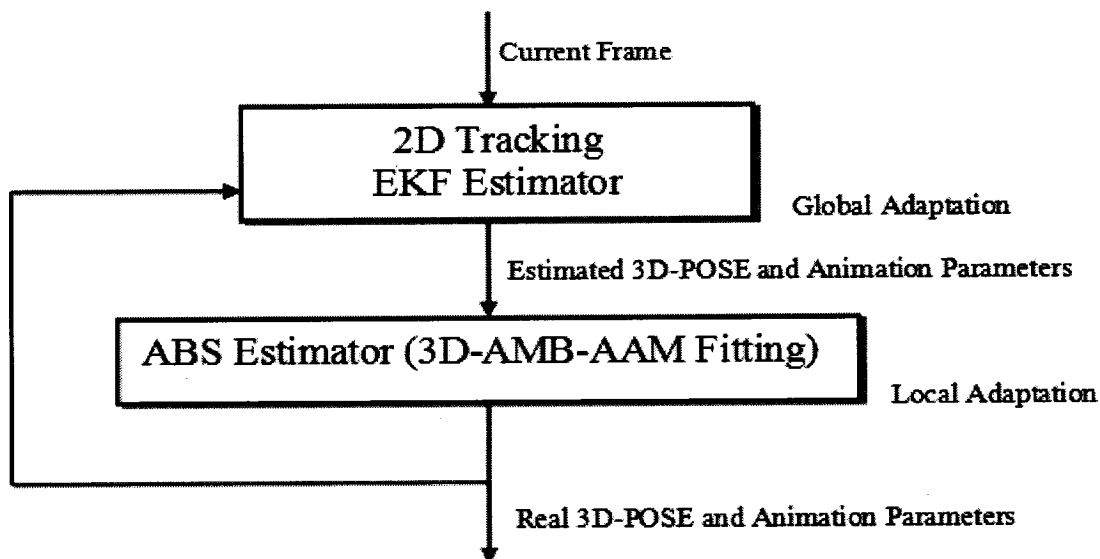 Current Frame
2D Tracking
EKF Estimator
Global Adaptation
Estimated 3D-POSE and Animation Parameters
ABS Estimator (3D-AMB-AAM Fitting)
Local Adaptation
Real 3D-POSE and Animation Parameters